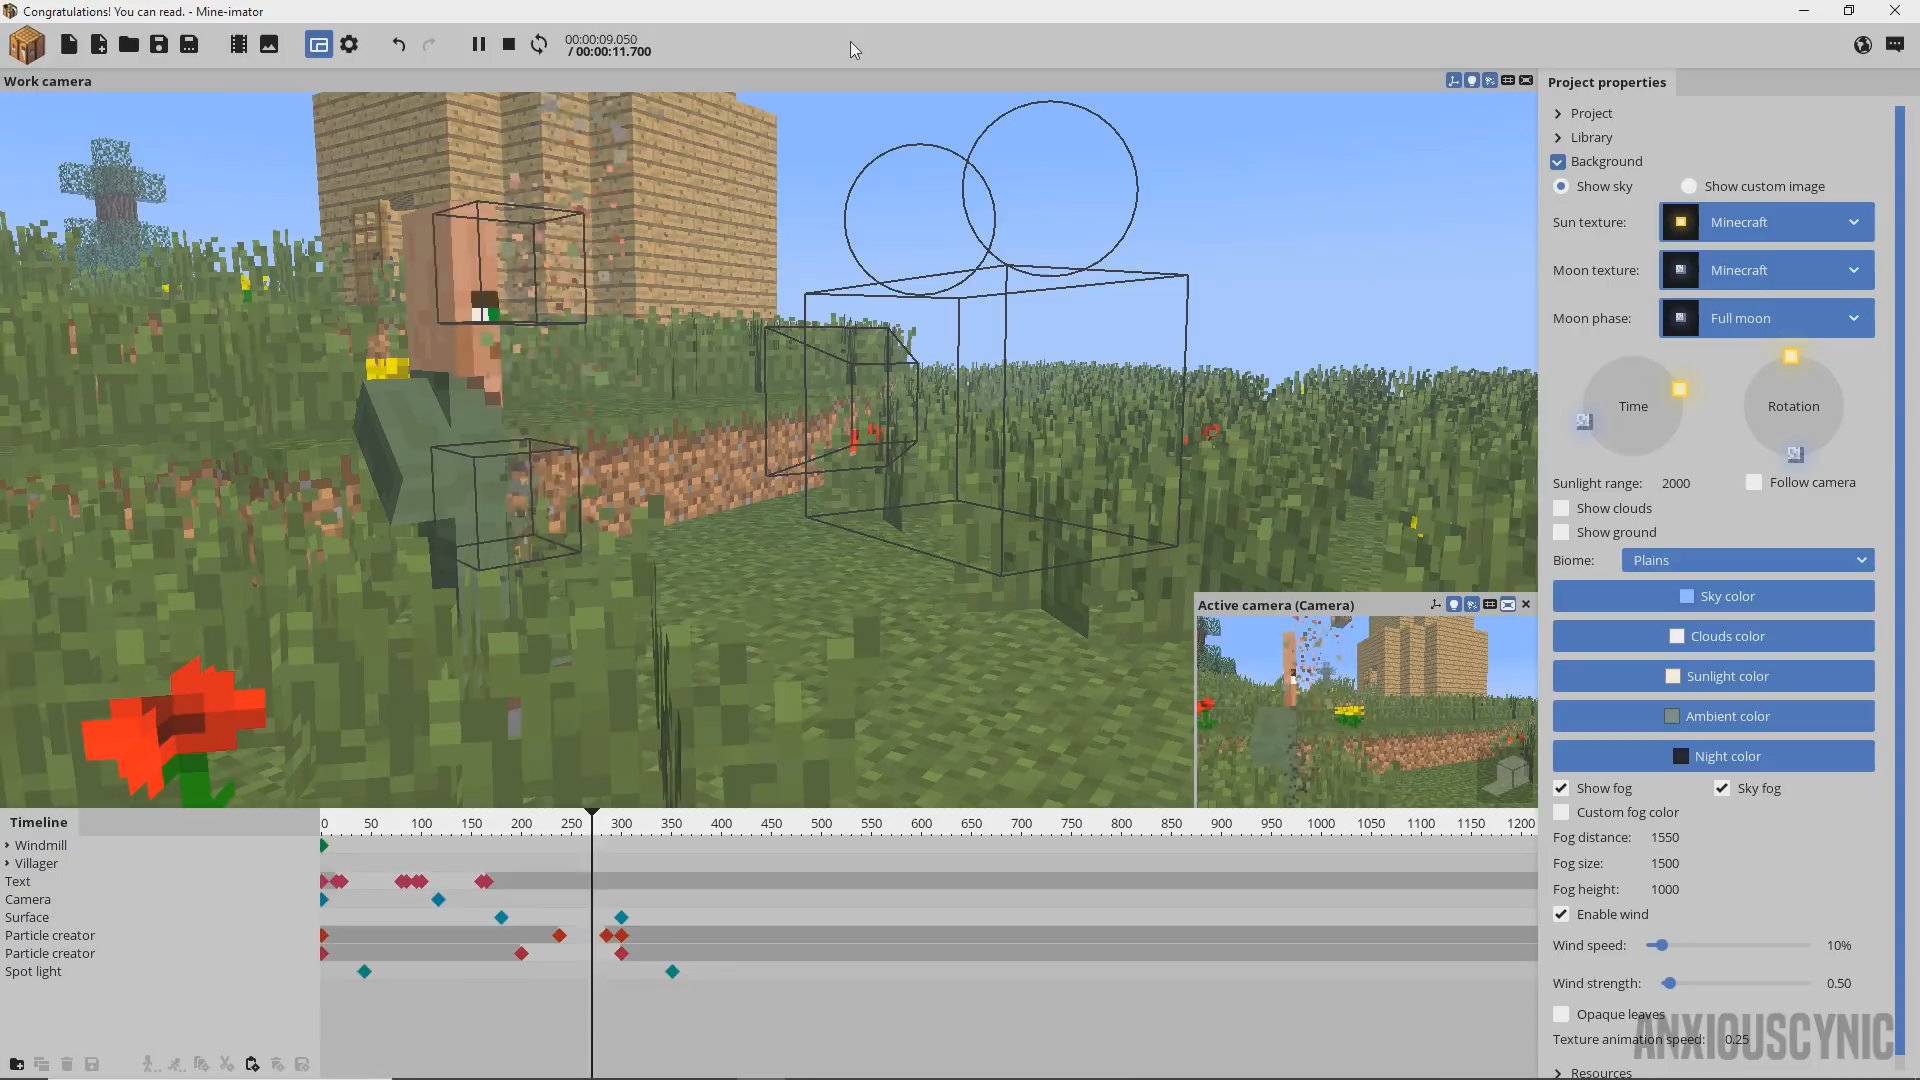 Congratulations! You can read. - Mine-imator
00:00:09.050
/ 00:00:11.700
Work camera
Project properties
Project
Library
Background
Show sky
Show custom image
Sun texture:
Minecraft
Moon texture:
Minecraft
Moon phase:
Full moon
Time
Rotation
Sunlight range:
2000
Follow camera
Show clouds
Show ground
Biome:
Plains
Sky color
Clouds color
Sunlight color
Ambient color
Night color
Show fog
Sky fog
Custom fog color
Fog distance:
1550
Fog size:
1500
Fog height:
1000
Enable wind
Wind speed:
10%
Wind strength:
0.50
Opaque leaves
Texture animation speed:
0.25
Resources
ANXIOUSCYNIC
Active camera (Camera)
Timeline
0 50 100 150 200 250 300 350 400 450 500 550 600 650 700 750 800 850 900 950 1000 1050 1100 1150 1200
Windmill
Villager
Text
Camera
Surface
Particle creator
Particle creator
Spot light